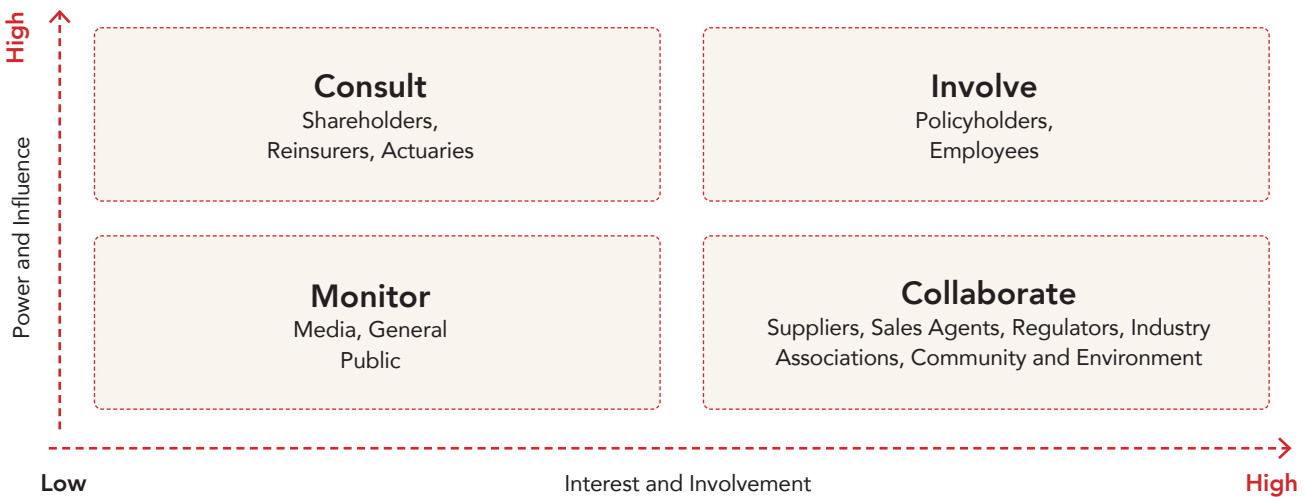 High
Power and Influence
Consult
Shareholders,
Reinsurers, Actuaries
Involve
Policyholders,
Employees
Monitor
Media, General
Public
Collaborate
Suppliers, Sales Agents, Regulators, Industry
Associations, Community and Environment
Low
Interest and Involvement
High